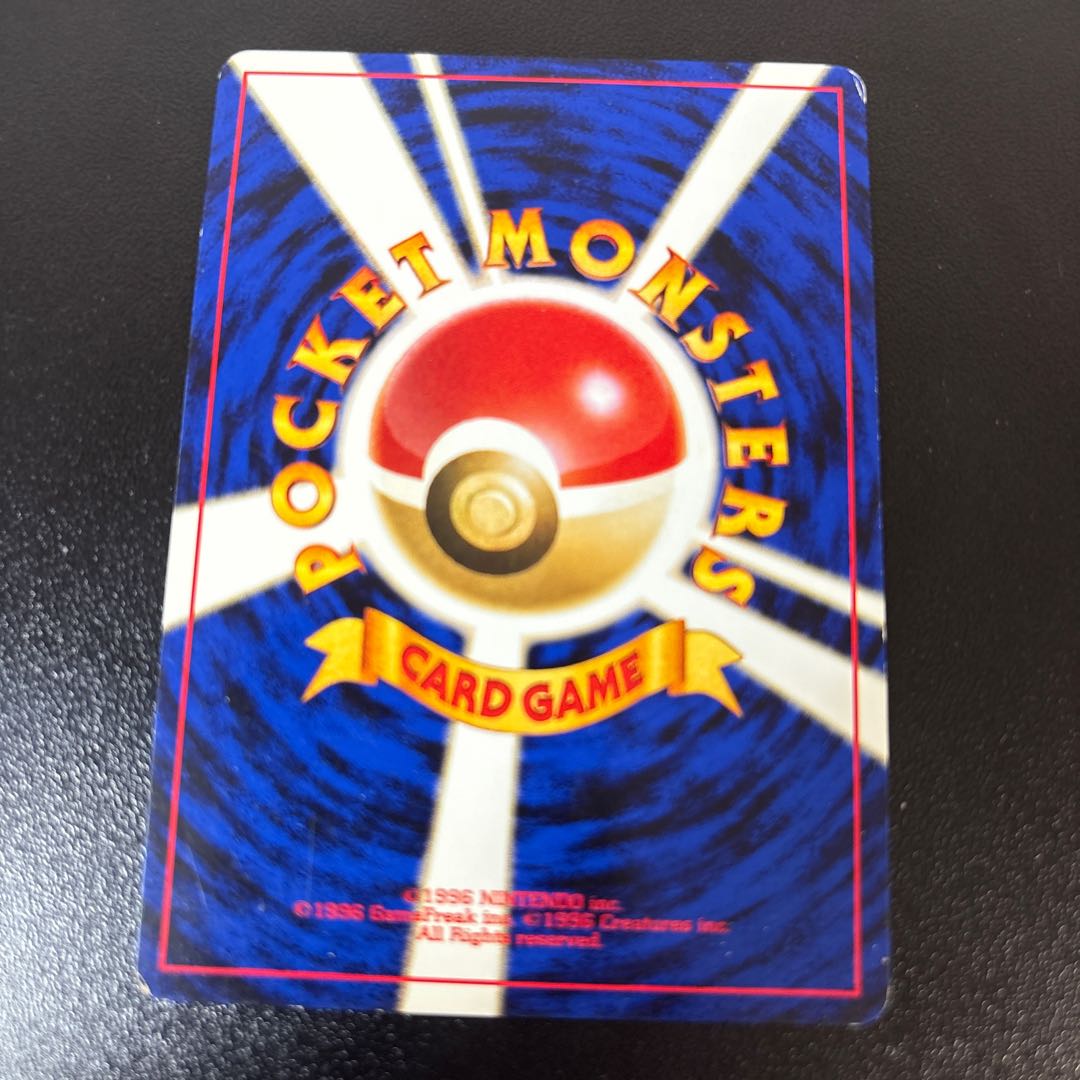 POCKET MONSTERS
CARD GAME
©1996 NINTENDO inc.
©1996 GameFreak inc. ©1996 Creatures inc.
All Rights reserved.